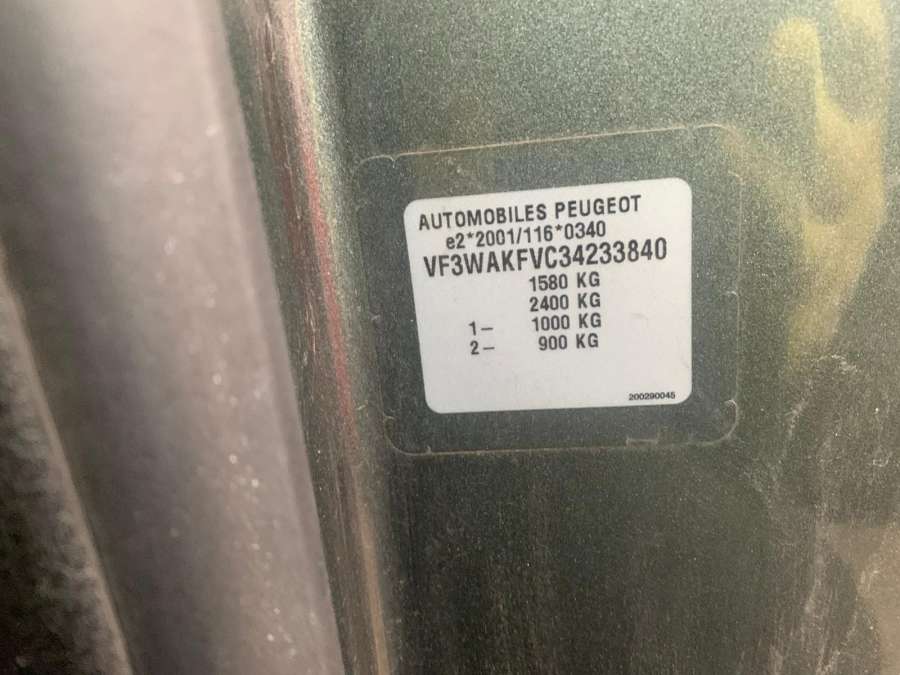 AUTOMOBILES PEUGEOT
e2*2001/116*0340
VF3WAKFVC34233840
1580 KG
2400 KG
1– 1000 KG
2– 900 KG
200290045